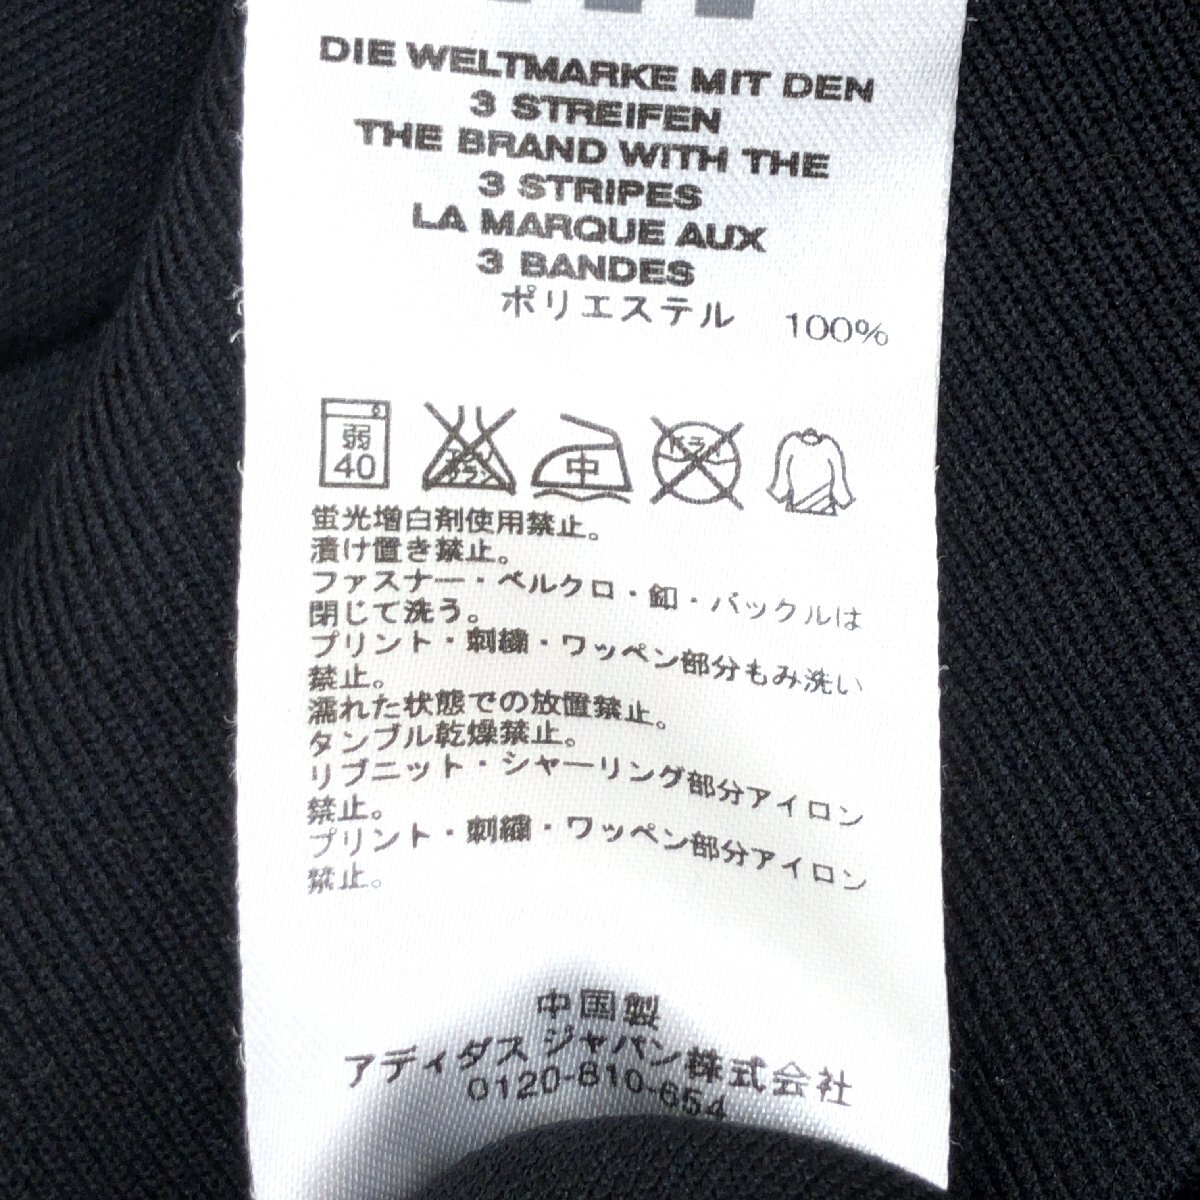 DIE WELTMARKE MIT DEN
3 STREIFEN
THE BRAND WITH THE
3 STRIPES
LA MARQUE AUX
3 BANDES
ポリエステル 100%
弱
40
中
ドライ
蛍光増白剤使用禁止。
漬け置き禁止。
ファスナー・ベルクロ・釦・バックルは
閉じて洗う。
プリント・刺繍・ワッペン部分もみ洗い
禁止。
濡れた状態での放置禁止。
タンブル乾燥禁止。
リブニット・シャーリング部分アイロン
禁止。
プリント・刺繍・ワッペン部分アイロン
禁止。
中国製
アディダス ジャパン株式会社
0120-810-654